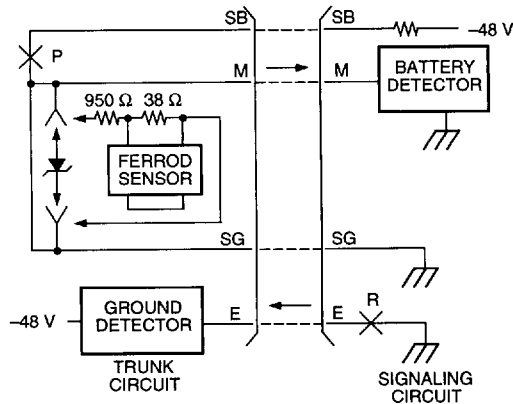 SB SB
–48 V
P
M M
BATTERY
DETECTOR
950 Ω 38 Ω
FERROD
SENSOR
SG SG
–48 V
GROUND
DETECTOR
E E
R
TRUNK
CIRCUIT
SIGNALING
CIRCUIT